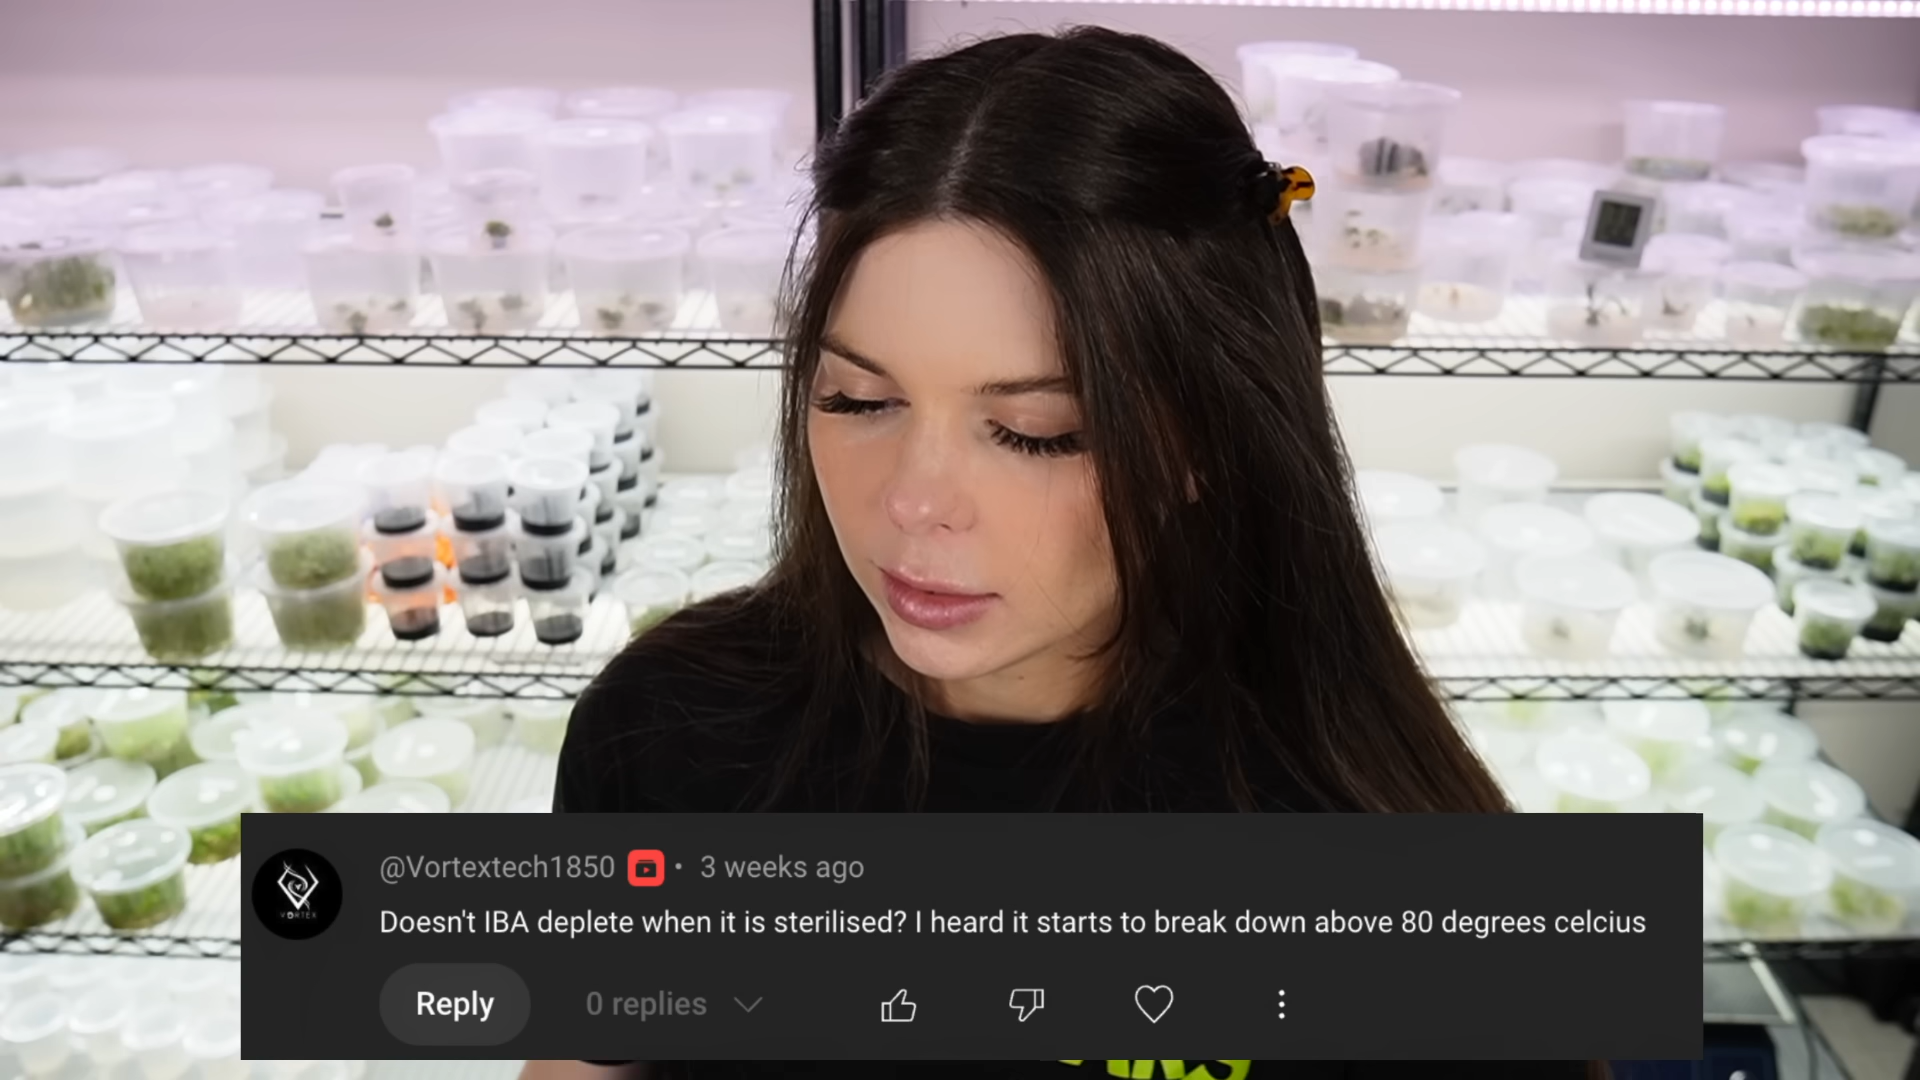 @Vortextech1850 • 3 weeks ago
VORTEX
Doesn't IBA deplete when it is sterilised? I heard it starts to break down above 80 degrees celcius
Reply 0 replies